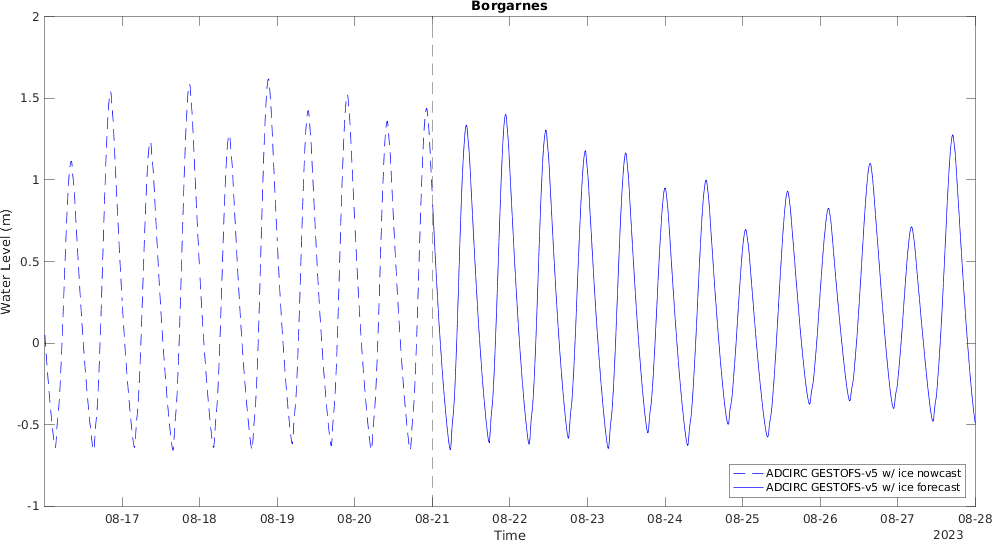 Borgarnes
2
1.5
1
0.5
0
-0.5
-1
Water Level (m)
ADCIRC GESTOFS-v5 w/ ice nowcast
ADCIRC GESTOFS-v5 w/ ice forecast
08-17 08-18 08-19 08-20 08-21 08-22 08-23 08-24 08-25 08-26 08-27 08-28
Time
2023